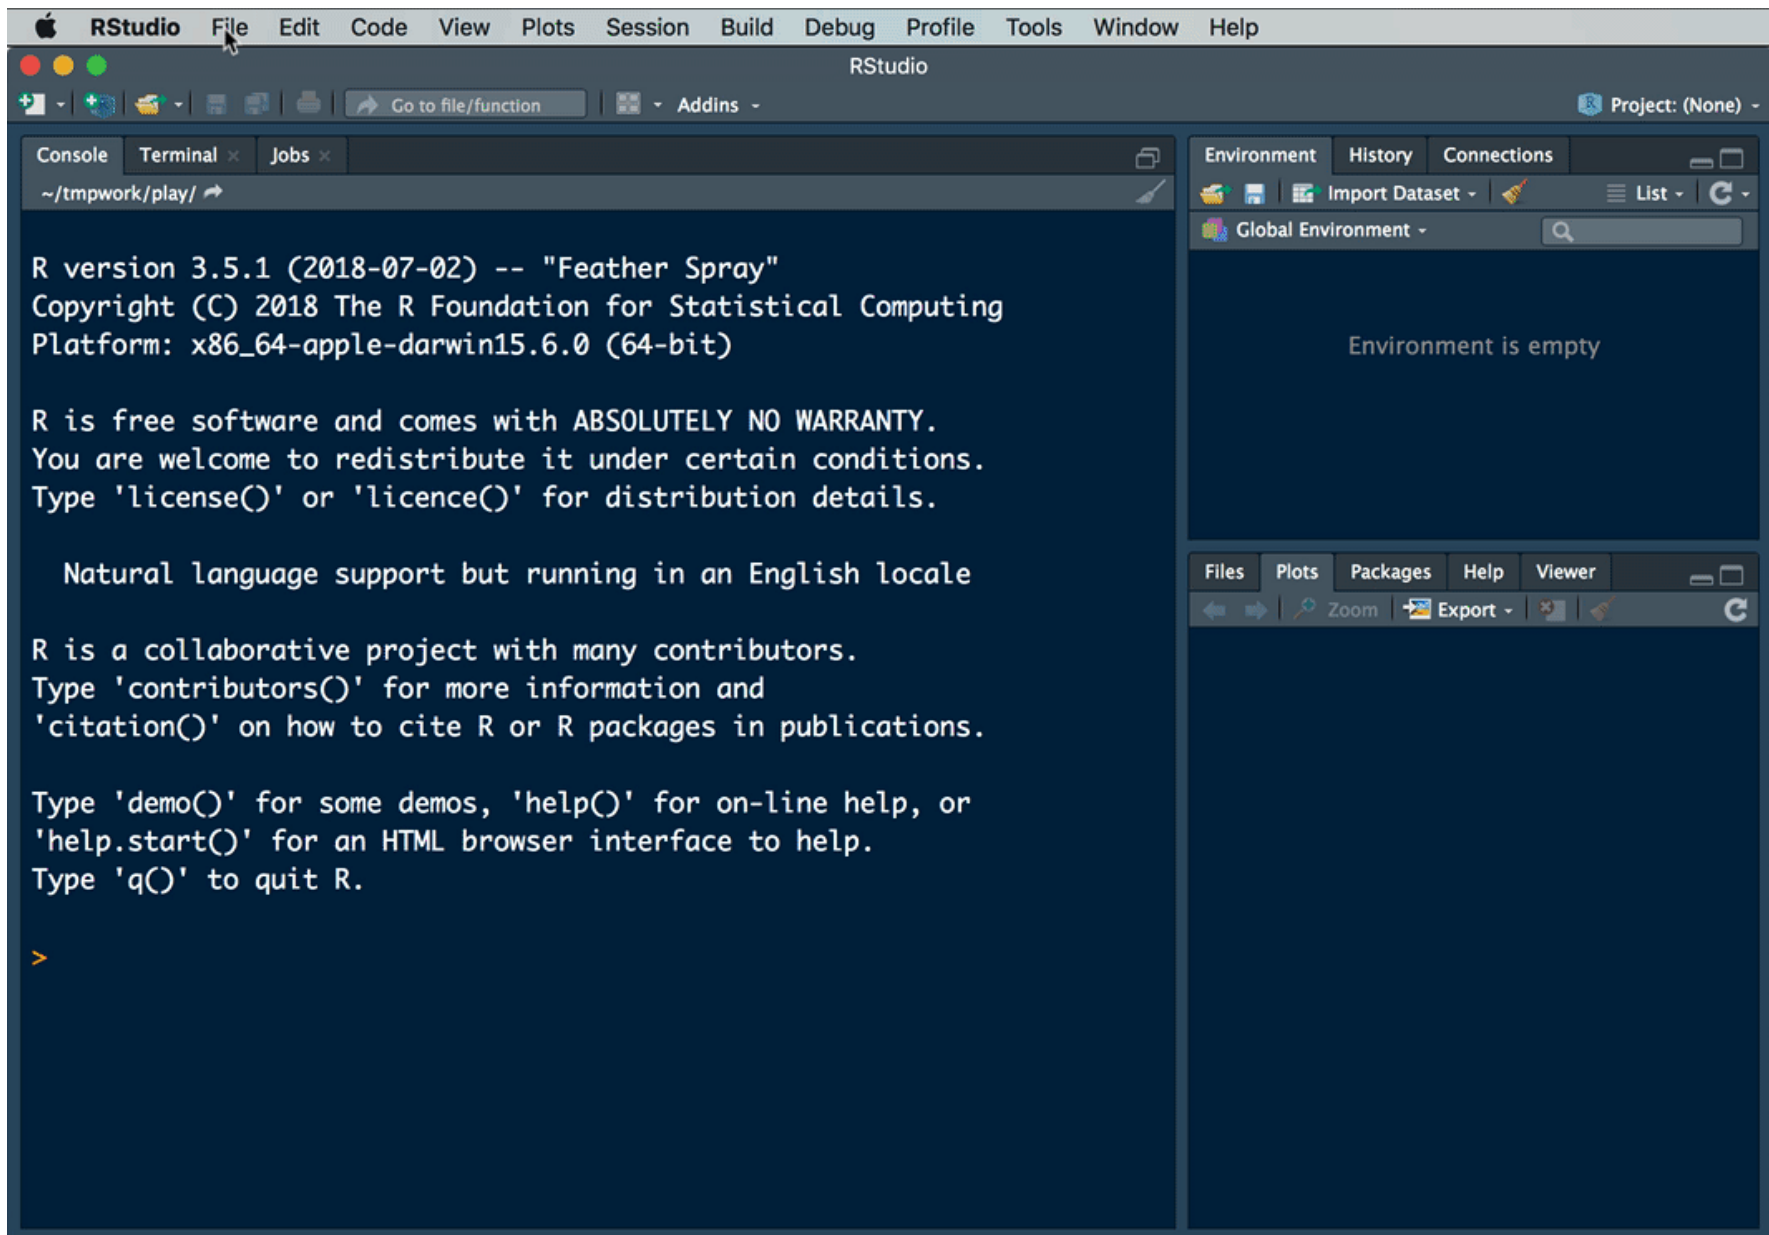 RStudio File Edit Code View Plots Session Build Debug Profile Tools Window Help
RStudio
Go to file/function Addins Project: (None)
Console Terminal Jobs
~/tmpwork/play/
R version 3.5.1 (2018-07-02) -- "Feather Spray"
Copyright (C) 2018 The R Foundation for Statistical Computing
Platform: x86_64-apple-darwin15.6.0 (64-bit)
R is free software and comes with ABSOLUTELY NO WARRANTY.
You are welcome to redistribute it under certain conditions.
Type 'license()' or 'licence()' for distribution details.
Natural language support but running in an English locale
R is a collaborative project with many contributors.
Type 'contributors()' for more information and
'citation()' on how to cite R or R packages in publications.
Type 'demo()' for some demos, 'help()' for on-line help, or
'help.start()' for an HTML browser interface to help.
Type 'q()' to quit R.
>
Environment History Connections
Import Dataset List
Global Environment
Environment is empty
Files Plots Packages Help Viewer
Zoom Export